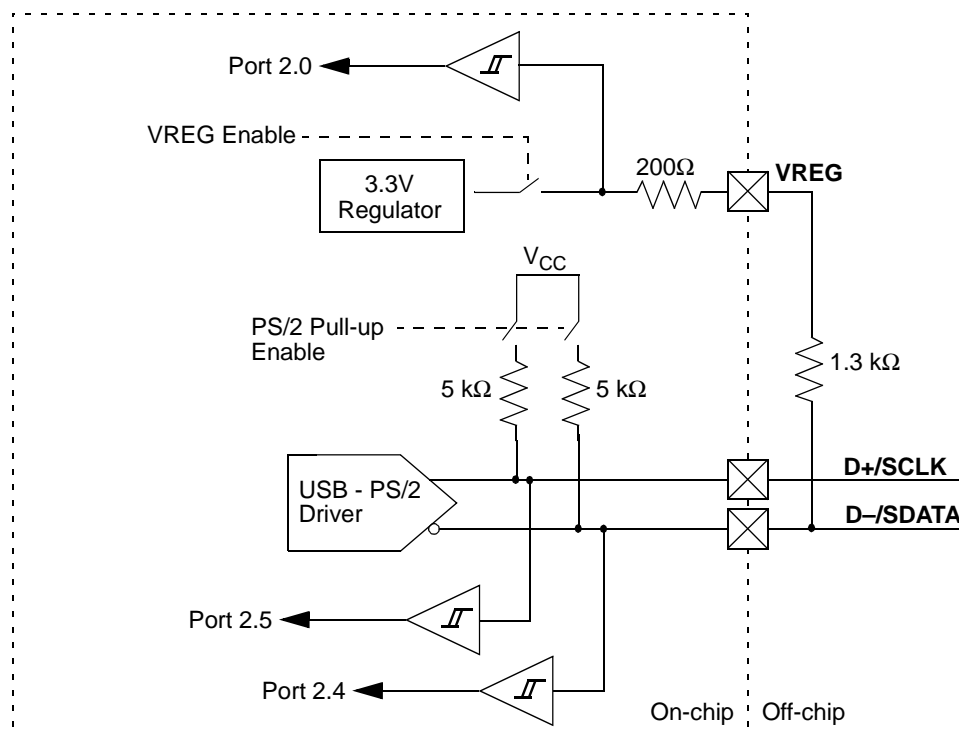 Port 2.0
VREG Enable
3.3V
Regulator
200Ω
VREG
VCC
PS/2 Pull-up
Enable
5 kΩ
5 kΩ
1.3 kΩ
USB - PS/2
Driver
D+/SCLK
D–/SDATA
Port 2.5
Port 2.4
On-chip
Off-chip